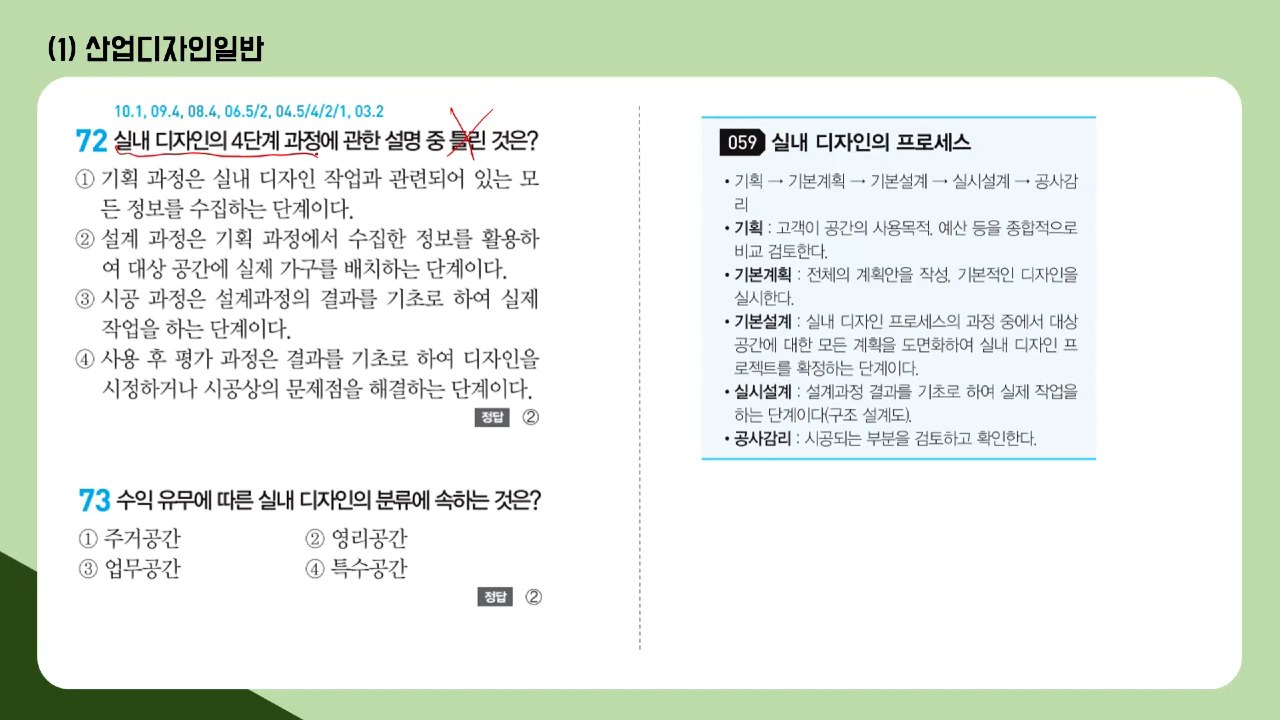 (1) 산업디자인일반
10.1, 09.4, 08.4, 06.5/2, 04.5/4/2/1, 03.2
72 실내 디자인의 4단계 과정에 관한 설명 중 틀린 것은?
① 기획 과정은 실내 디자인 작업과 관련되어 있는 모
든 정보를 수집하는 단계이다.
② 설계 과정은 기획 과정에서 수집한 정보를 활용하
여 대상 공간에 실제 가구를 배치하는 단계이다.
③ 시공 과정은 설계과정의 결과를 기초로 하여 실제
작업을 하는 단계이다.
④ 사용 후 평가 과정은 결과를 기초로 하여 디자인을
시정하거나 시공상의 문제점을 해결하는 단계이다.
정답 ②
73 수익 유무에 따른 실내 디자인의 분류에 속하는 것은?
① 주거공간 ② 영리공간
③ 업무공간 ④ 특수공간
정답 ②
059 실내 디자인의 프로세스
• 기획 → 기본계획 → 기본설계 → 실시설계 → 공사감
리
• 기획 : 고객이 공간의 사용목적, 예산 등을 종합적으로
비교 검토한다.
• 기본계획 : 전체의 계획안을 작성, 기본적인 디자인을
실시한다.
• 기본설계 : 실내 디자인 프로세스의 과정 중에서 대상
공간에 대한 모든 계획을 도면화하여 실내 디자인 프
로젝트를 확정하는 단계이다.
• 실시설계 : 설계과정 결과를 기초로 하여 실제 작업을
하는 단계이다(구조 설계도).
• 공사감리 : 시공되는 부분을 검토하고 확인한다.